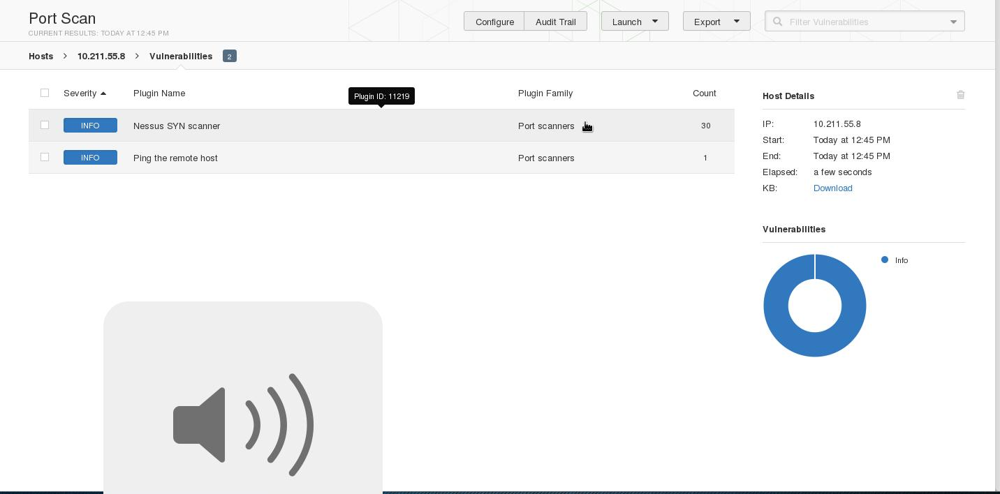 Port Scan
CURRENT RESULTS: TODAY AT 12:45 PM
Configure Audit Trail Launch Export Filter Vulnerabilities
Hosts 10.211.55.8 Vulnerabilities 2
Severity Plugin Name Plugin Family Count
Plugin ID: 11219
INFO Nessus SYN scanner Port scanners 30
INFO Ping the remote host Port scanners 1
Host Details
IP: 10.211.55.8
Start: Today at 12:45 PM
End: Today at 12:45 PM
Elapsed: a few seconds
KB: Download
Vulnerabilities
Info